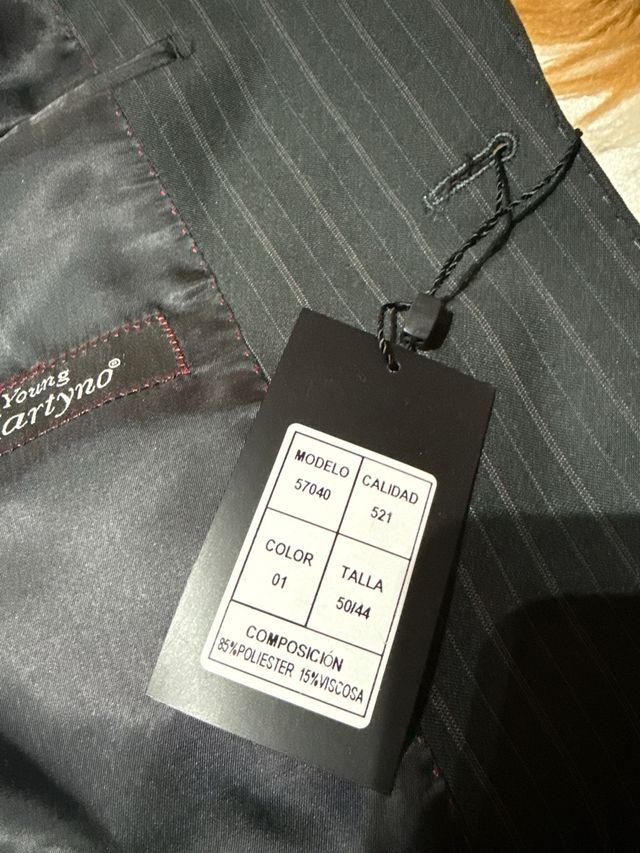 Young
artyno®
MODELO
57040
CALIDAD
521
COLOR
01
TALLA
50/44
COMPOSICIÓN
85%POLIESTER 15%VISCOSA